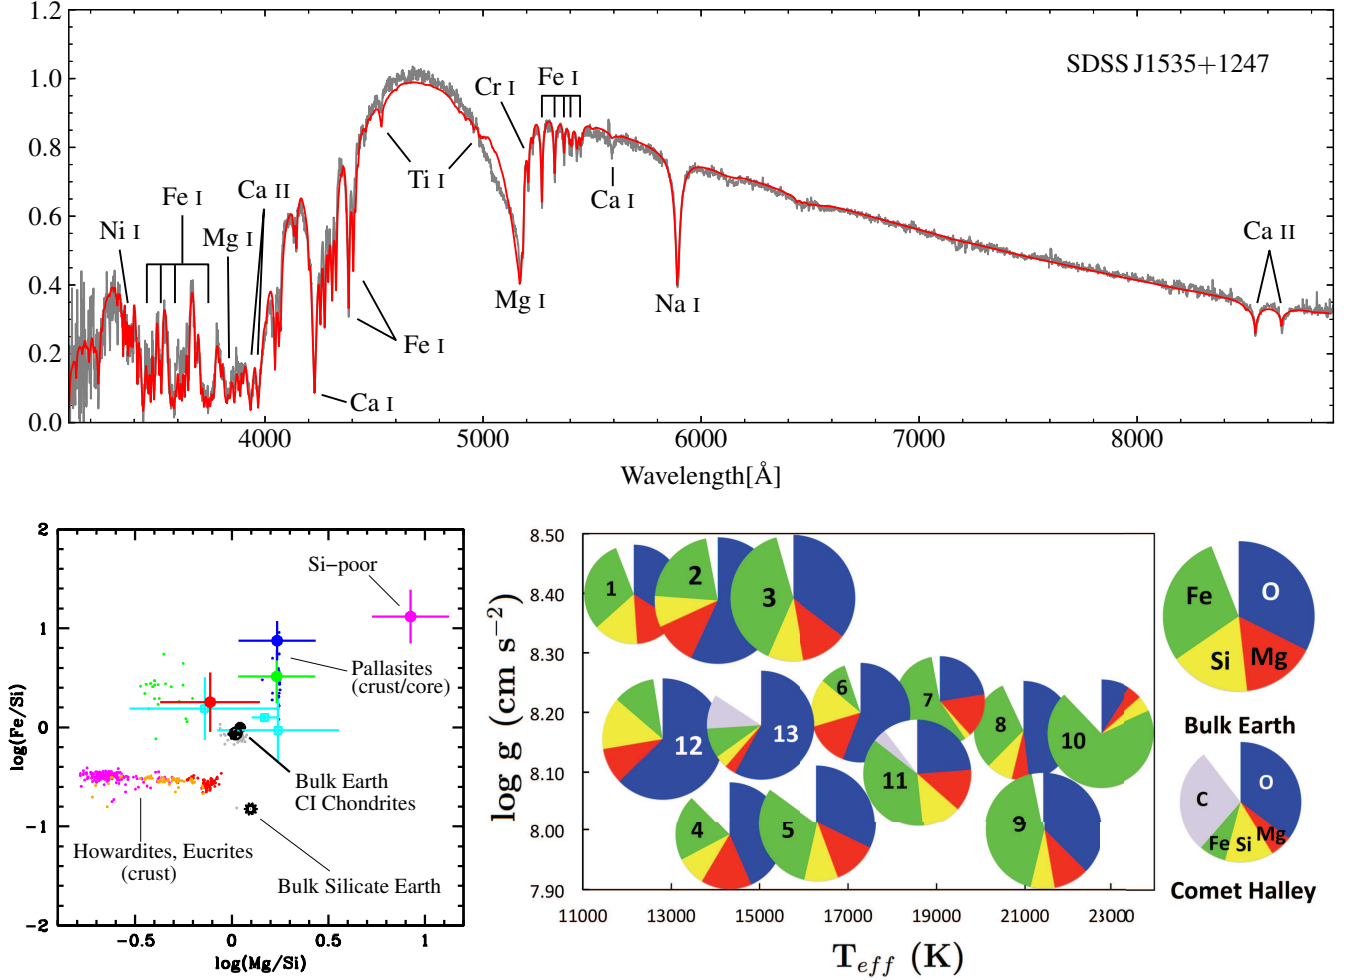 1.2
1.0
0.8
0.6
0.4
0.2
0.0
SDSS J1535+1247
Cr I
Fe I
Ti I
Ca I
Fe I
Ca II
Ni I
Mg I
Mg I
Na I
Ca II
Fe I
Ca I
4000 5000 6000 7000 8000
Wavelength[Å]
2
1
0
−1
−2
log(Fe/Si)
Si−poor
Pallasites
(crust/core)
Bulk Earth
CI Chondrites
Howardites, Eucrites
(crust)
Bulk Silicate Earth
−0.5 0 0.5 1
log(Mg/Si)
8.50
8.40
8.30
8.20
8.10
8.00
7.90
log g (cm s−2)
1 2 3
12 13 6 7 8 10
11
4 5 9
11000 13000 15000 17000 19000 21000 23000
Teff (K)
Fe O
Si Mg
Bulk Earth
C O
Fe Si Mg
Comet Halley